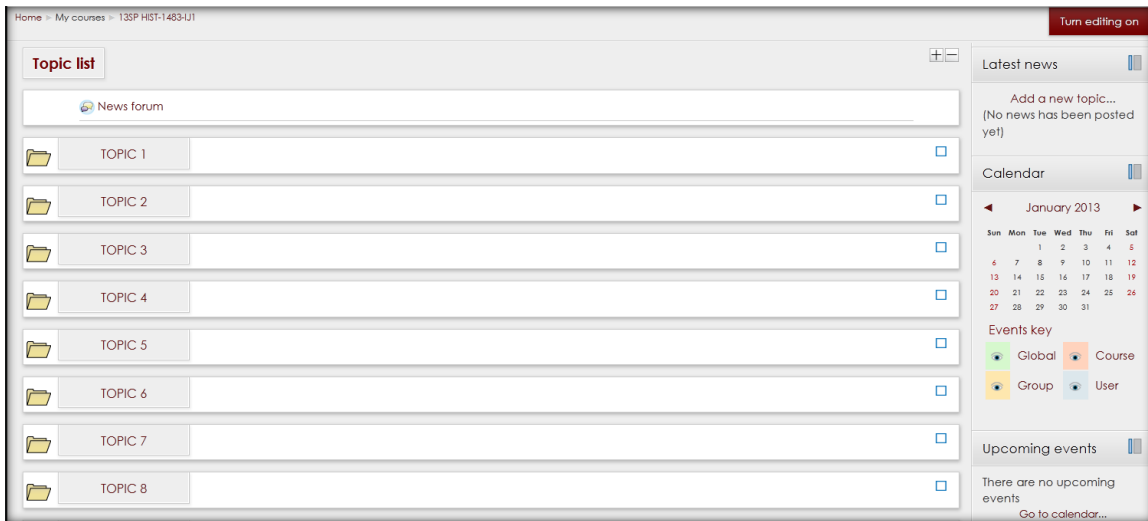 Home ► My courses ► 13SP HIST-1483-IJ1
Turn editing on
Topic list
News forum
TOPIC 1
TOPIC 2
TOPIC 3
TOPIC 4
TOPIC 5
TOPIC 6
TOPIC 7
TOPIC 8
Latest news
Add a new topic...
(No news has been posted
yet)
Calendar
◄ January 2013 ►
Sun Mon Tue Wed Thu Fri Sat
1 2 3 4 5
6 7 8 9 10 11 12
13 14 15 16 17 18 19
20 21 22 23 24 25 26
27 28 29 30 31
Events key
Global Course
Group User
Upcoming events
There are no upcoming
events
Go to calendar...